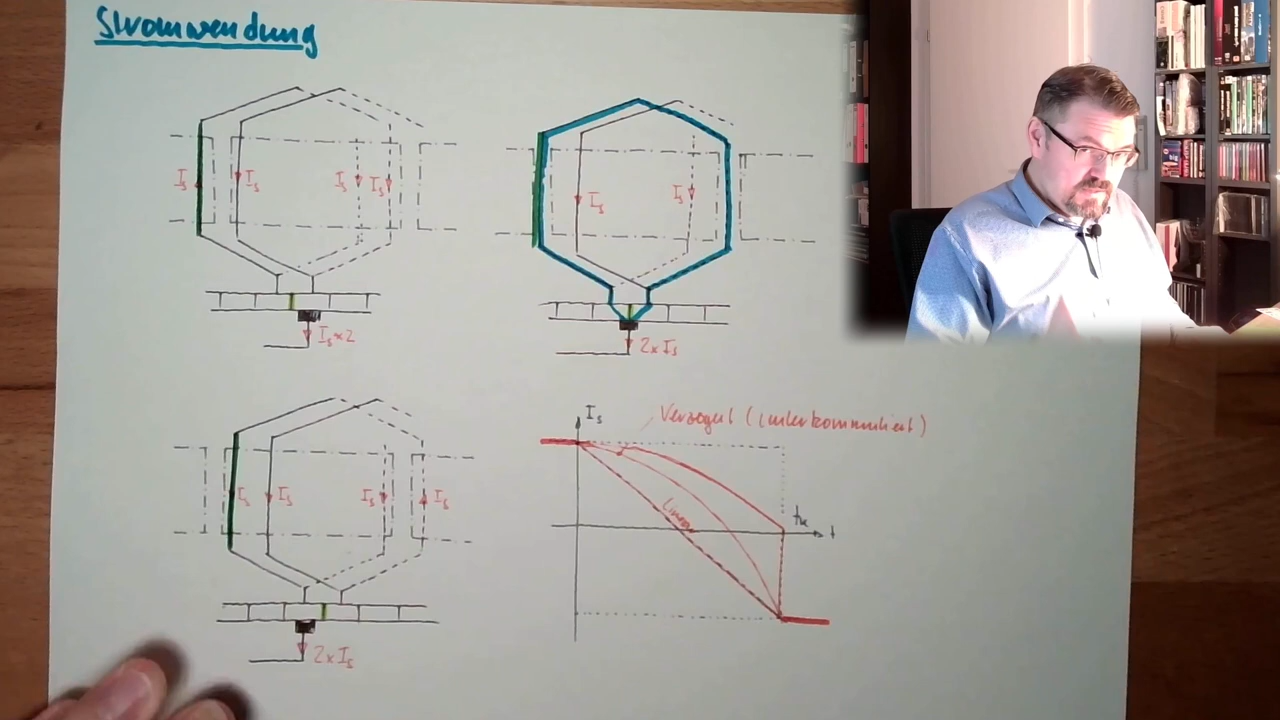 Stromwendung
Is Is Is Is
Is Is
Is x 2
2 x Is
Is
Verzögert (unterkommutiert)
Is Is Is Is
Linear
tk t
2 x Is